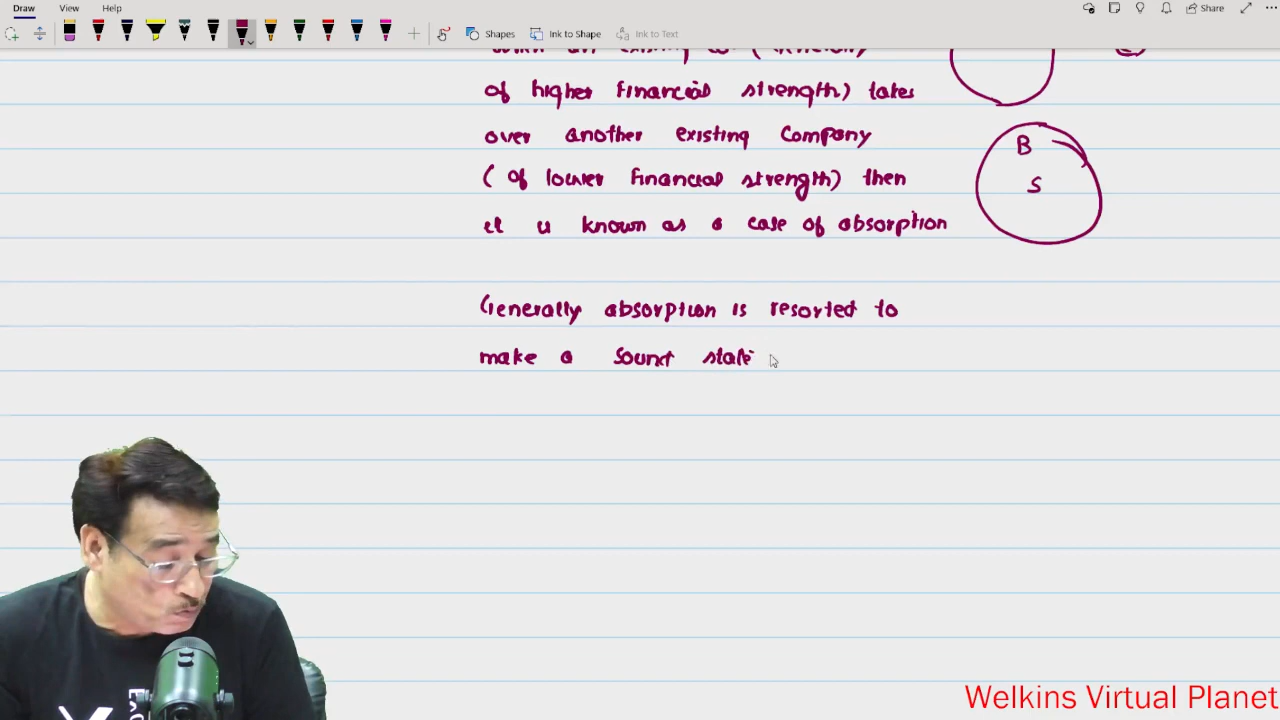 Draw View Help Share
Shapes Ink to Shape Ink to Text
of higher financial strength) takes
over another existing Company B
( of lower financial strength) then S
it is known as a case of absorption
Generally absorption is resorted to
make a sound state
Welkins Virtual Planet